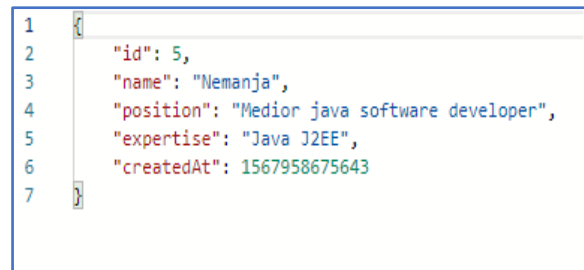 1 {
2 "id": 5,
3 "name": "Nemanja",
4 "position": "Medior java software developer",
5 "expertise": "Java J2EE",
6 "createdAt": 1567958675643
7 }